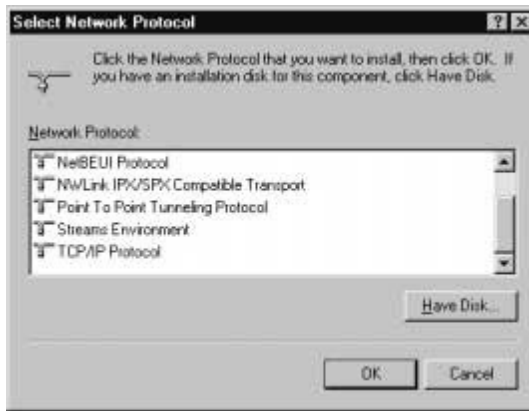 Select Network Protocol
? X
Click the Network Protocol that you want to install, then click OK. If
you have an installation disk for this component, click Have Disk.
Network Protocol:
NetBEUI Protocol
NWLink IPX/SPX Compatible Transport
Point To Point Tunneling Protocol
Streams Environment
TCP/IP Protocol
Have Disk...
OK
Cancel